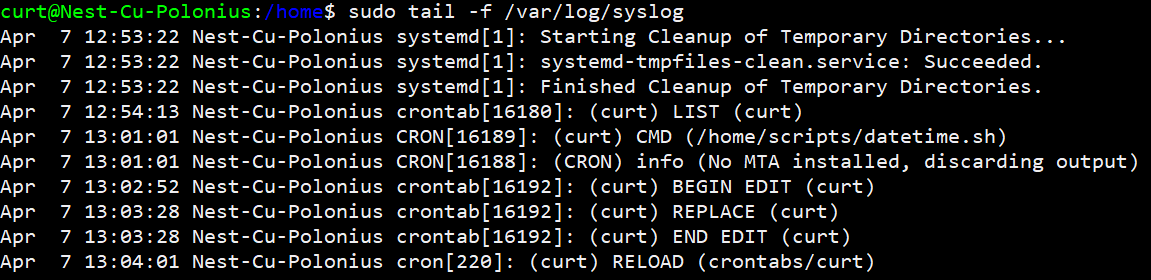 curt@Nest-Cu-Polonius:/home$ sudo tail -f /var/log/syslog
Apr  7 12:53:22 Nest-Cu-Polonius systemd[1]: Starting Cleanup of Temporary Directories...
Apr  7 12:53:22 Nest-Cu-Polonius systemd[1]: systemd-tmpfiles-clean.service: Succeeded.
Apr  7 12:53:22 Nest-Cu-Polonius systemd[1]: Finished Cleanup of Temporary Directories.
Apr  7 12:54:13 Nest-Cu-Polonius crontab[16180]: (curt) LIST (curt)
Apr  7 13:01:01 Nest-Cu-Polonius CRON[16189]: (curt) CMD (/home/scripts/datetime.sh)
Apr  7 13:01:01 Nest-Cu-Polonius CRON[16188]: (CRON) info (No MTA installed, discarding output)
Apr  7 13:02:52 Nest-Cu-Polonius crontab[16192]: (curt) BEGIN EDIT (curt)
Apr  7 13:03:28 Nest-Cu-Polonius crontab[16192]: (curt) REPLACE (curt)
Apr  7 13:03:28 Nest-Cu-Polonius crontab[16192]: (curt) END EDIT (curt)
Apr  7 13:04:01 Nest-Cu-Polonius cron[220]: (curt) RELOAD (crontabs/curt)